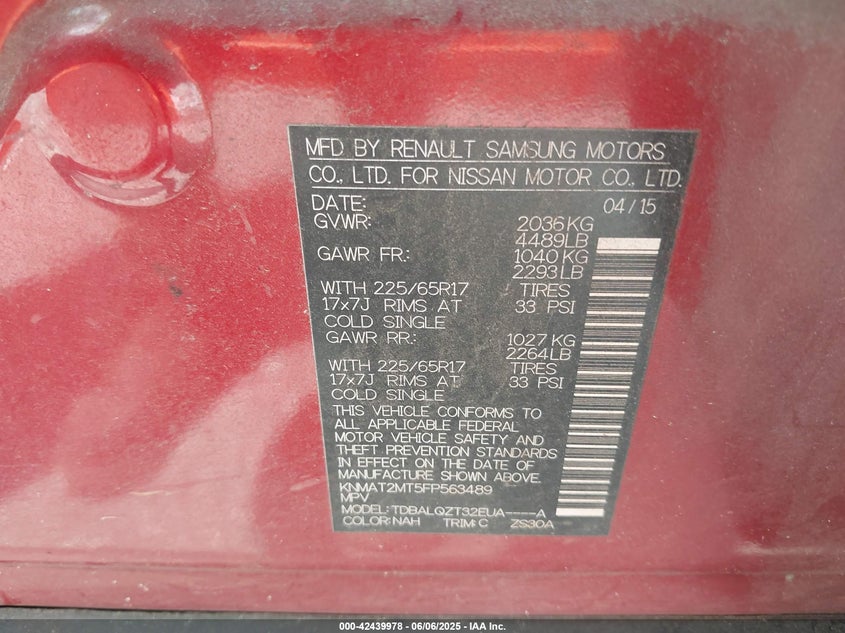 MFD BY RENAULT SAMSUNG MOTORS
CO., LTD. FOR NISSAN MOTOR CO., LTD.
DATE: 04/15
GVWR: 2036KG
4489LB
GAWR FR.: 1040 KG
2293LB
WITH 225/65R17 TIRES
17x7J RIMS AT 33 PSI
COLD SINGLE
GAWR RR.: 1027 KG
2264LB
WITH 225/65R17 TIRES
17x7J RIMS AT 33 PSI
COLD SINGLE
THIS VEHICLE CONFORMS TO
ALL APPLICABLE FEDERAL
MOTOR VEHICLE SAFETY AND
THEFT PREVENTION STANDARDS
IN EFFECT ON THE DATE OF
MANUFACTURE SHOWN ABOVE.
KNMAT2MT5FP563489
MPV
MODEL: TDBALQZT32EUA----A
COLOR: NAH TRIM: C ZS30A
000-42439978 - 06/06/2025 - IAA Inc.